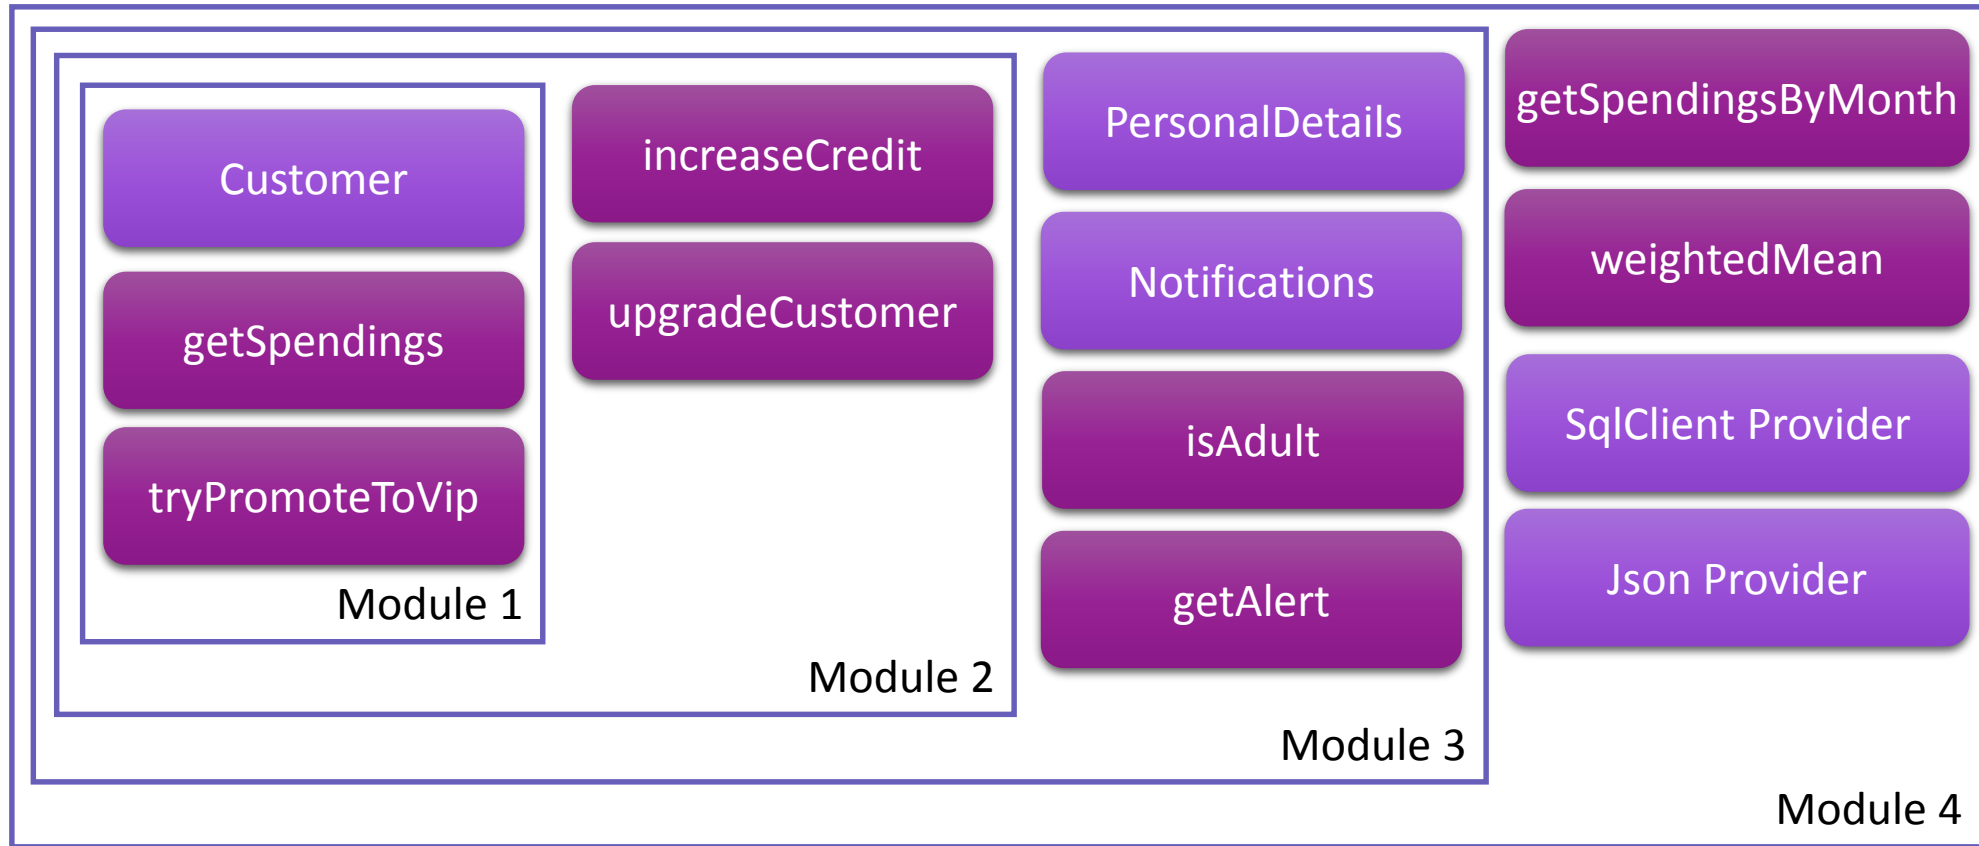 Customer
getSpendings
tryPromoteToVip
Module 1
increaseCredit
upgradeCustomer
Module 2
PersonalDetails
Notifications
isAdult
getAlert
Module 3
getSpendingsByMonth
weightedMean
SqlClient Provider
Json Provider
Module 4